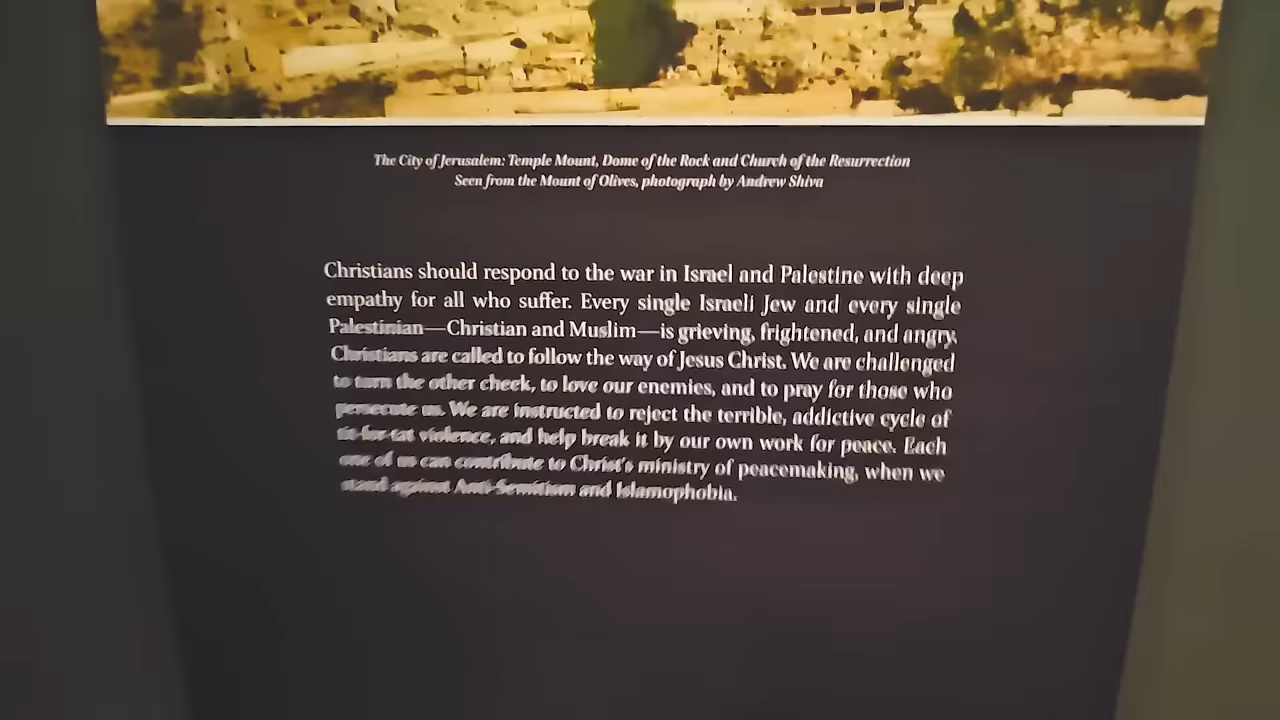 The City of Jerusalem: Temple Mount, Dome of the Rock and Church of the Resurrection
Seen from the Mount of Olives, photograph by Andrew Shiva
Christians should respond to the war in Israel and Palestine with deep
empathy for all who suffer. Every single Israeli Jew and every single
Palestinian—Christian and Muslim—is grieving, frightened, and angry.
Christians are called to follow the way of Jesus Christ. We are challenged
to turn the other cheek, to love our enemies, and to pray for those who
persecute us. We are instructed to reject the terrible, addictive cycle of
tit-for-tat violence, and help break it by our own work for peace. Each
one of us can contribute to Christ's ministry of peacemaking, when we
stand against Anti-Semitism and Islamophobia.